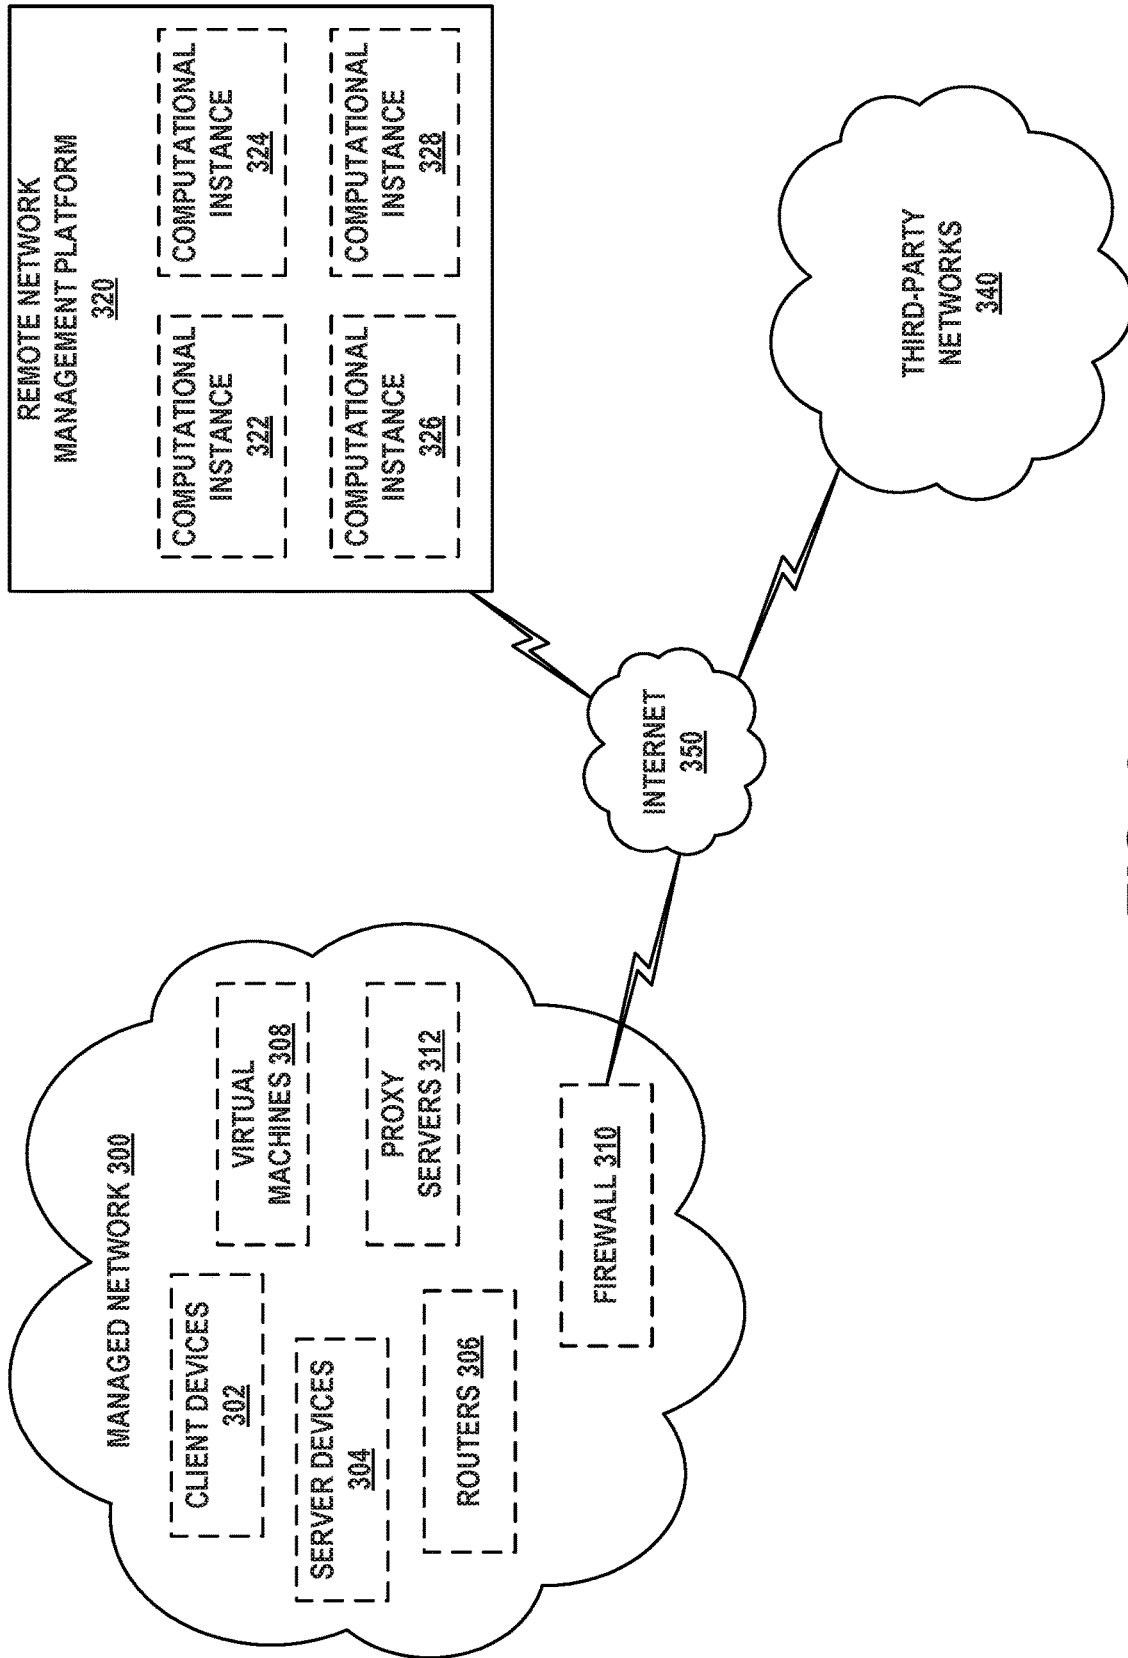 MANAGED NETWORK 300
CLIENT DEVICES
302
SERVER DEVICES
304
ROUTERS 306
VIRTUAL
MACHINES 308
PROXY
SERVERS 312
FIREWALL 310
INTERNET
350
REMOTE NETWORK
MANAGEMENT PLATFORM
320
COMPUTATIONAL
INSTANCE
322
COMPUTATIONAL
INSTANCE
324
COMPUTATIONAL
INSTANCE
326
COMPUTATIONAL
INSTANCE
328
THIRD-PARTY
NETWORKS
340